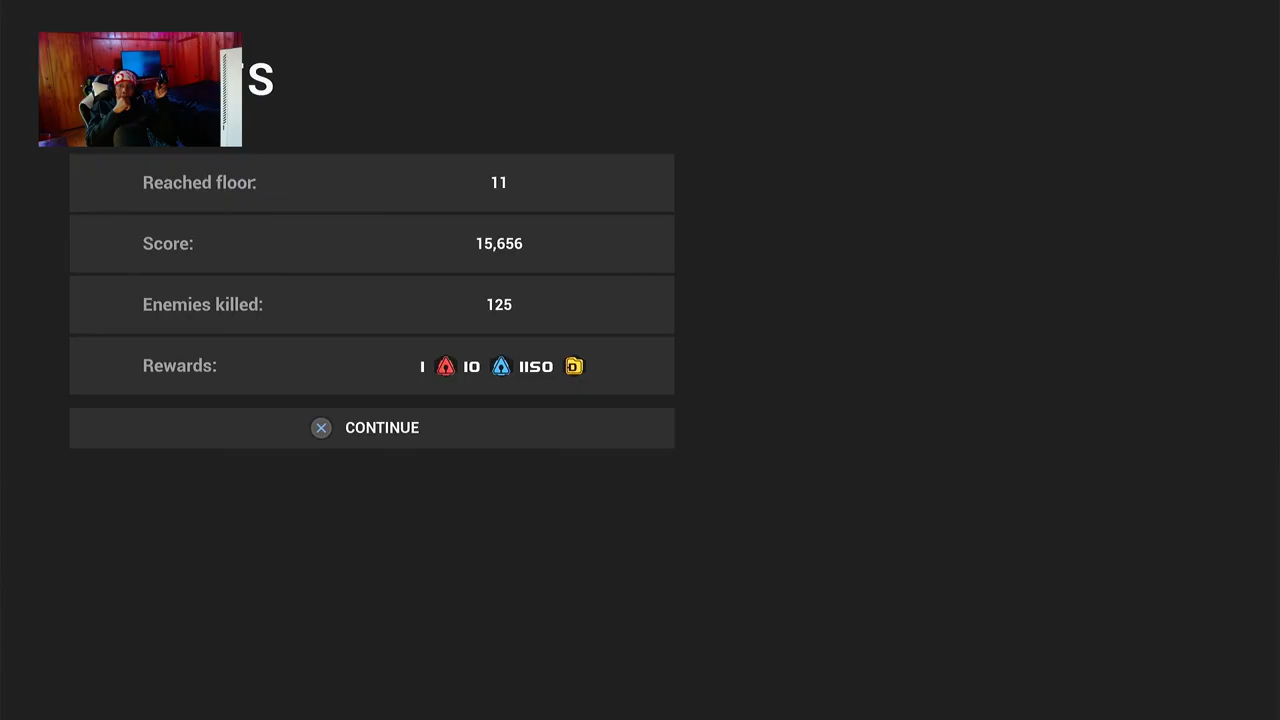 S
Reached floor: 11
Score: 15,656
Enemies killed: 125
Rewards: 1 10 1150 D
CONTINUE